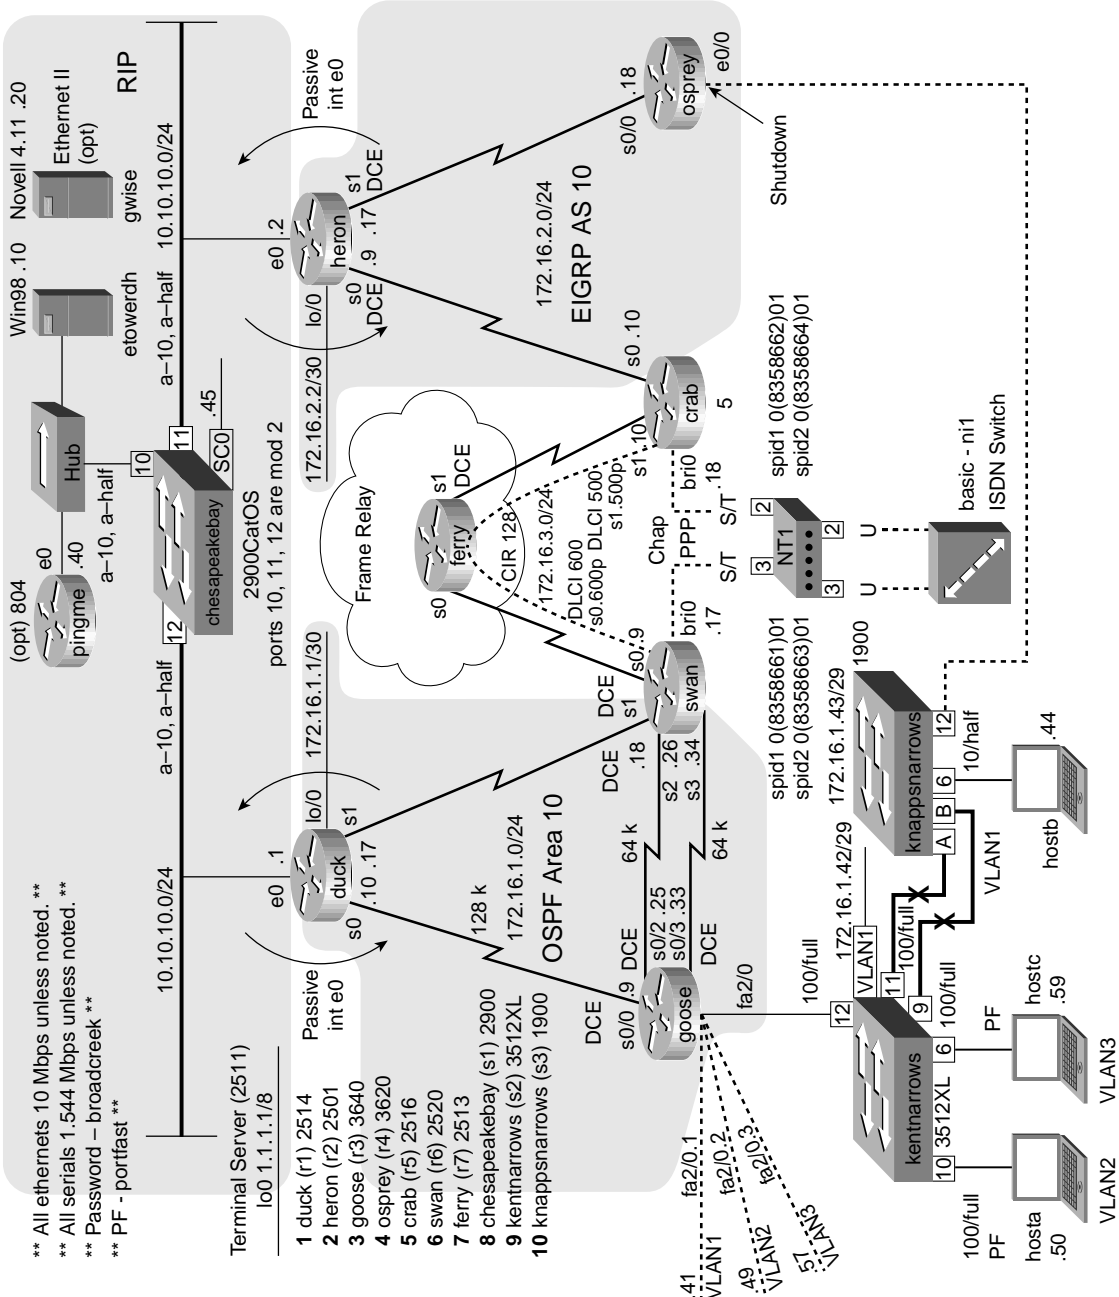 ** All ethernets 10 Mbps unless noted. **
** All serials 1.544 Mbps unless noted. **
** Password – broadcreek **
** PF - portfast **
(opt) 804
pingme
e0
.40
a–10, a–half
Hub
Win98 .10
etowerdh
Novell 4.11 .20
Ethernet II
(opt)
gwise
RIP
10.10.10.0/24
a–10, a–half
12
10
11
chesapeakebay
SC0
.45
2900CatOS
ports 10, 11, 12 are mod 2
a–10, a–half
10.10.10.0/24
Terminal Server (2511)
lo0 1.1.1.1/8
1 duck (r1) 2514
2 heron (r2) 2501
3 goose (r3) 3640
4 osprey (r4) 3620
5 crab (r5) 2516
6 swan (r6) 2520
7 ferry (r7) 2513
8 chesapeakebay (s1) 2900
9 kentnarrows (s2) 3512XL
10 knappsnarrows (s3) 1900
Passive
int e0
e0 .1
duck
lo/0
172.16.1.1/30
s0
.10 .17
s1
Passive
int e0
e0 .2
heron
lo/0
172.16.2.2/30
s0
DCE
.9 .17
s1
DCE
Frame Relay
ferry
s0
s1
DCE
CIR 128
172.16.3.0/24
DLCI 600
s0.600p
DLCI 500
s1.500p
128 k
172.16.1.0/24
OSPF Area 10
172.16.2.0/24
EIGRP AS 10
DCE
s0/0 .9
goose
DCE
s0/2 .25
s0/3 .33
DCE
64 k
64 k
DCE
.18
s2 .26
s3 .34
DCE
s1
s0.9
swan
bri0
.17
Chap
PPP
S/T
S/T
bri0
.18
s1 .10
s0 .10
crab
5
s0/0
.18
osprey
e0/0
Shutdown
3
2
NT1
3
2
U
U
basic - ni1
ISDN Switch
spid1 0(8358661)01
spid2 0(8358663)01
spid1 0(8358662)01
spid2 0(8358664)01
fa2/0.1
.41
VLAN1
fa2/0.2
.49
VLAN2
fa2/0.3
.57
VLAN3
fa2/0
100/full
12
VLAN1
172.16.1.42/29
kentnarrows
3512XL
10
6
9
11
100/full
100/full
172.16.1.43/29
1900
knappsnarrows
A
B
6
12
VLAN1
10/half
100/full
PF
hosta
.50
VLAN2
PF
hostc
.59
VLAN3
hostb
.44